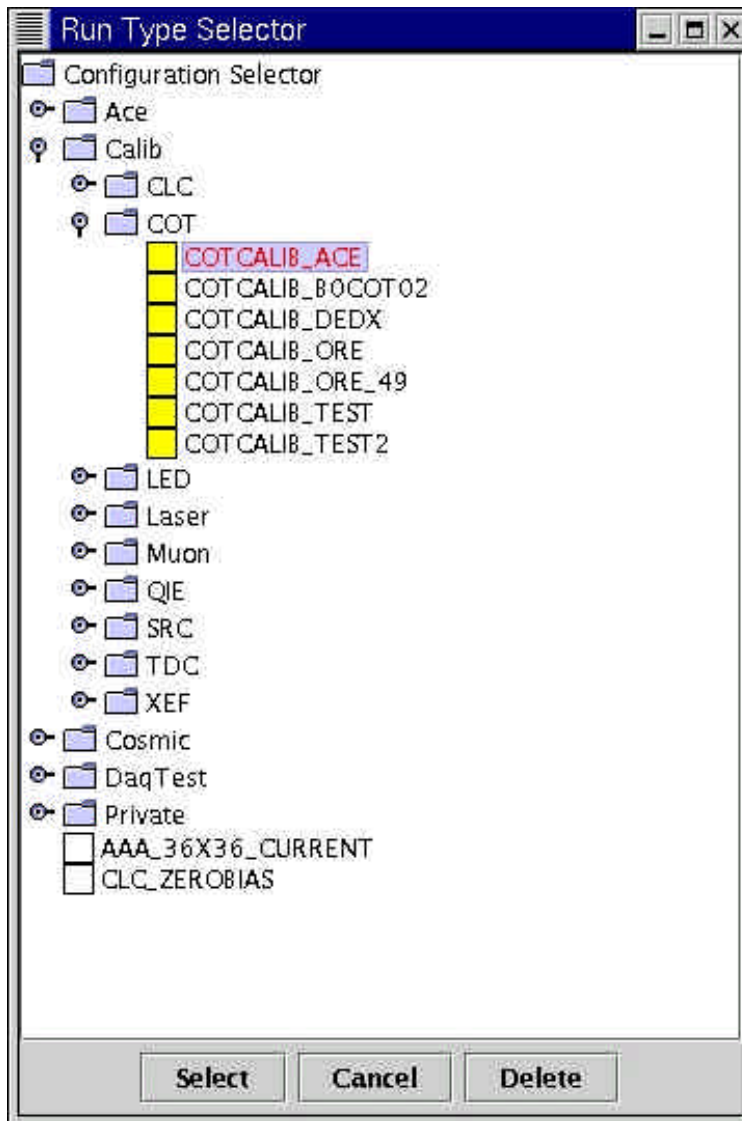 Run Type Selector
Configuration Selector
Ace
Calib
CLC
COT
COTCALIB_ACE
COTCALIB_B0COT02
COTCALIB_DEDX
COTCALIB_ORE
COTCALIB_ORE_49
COTCALIB_TEST
COTCALIB_TEST2
LED
Laser
Muon
QIE
SRC
TDC
XEF
Cosmic
DaqTest
Private
AAA_36X36_CURRENT
CLC_ZEROBIAS
Select Cancel Delete